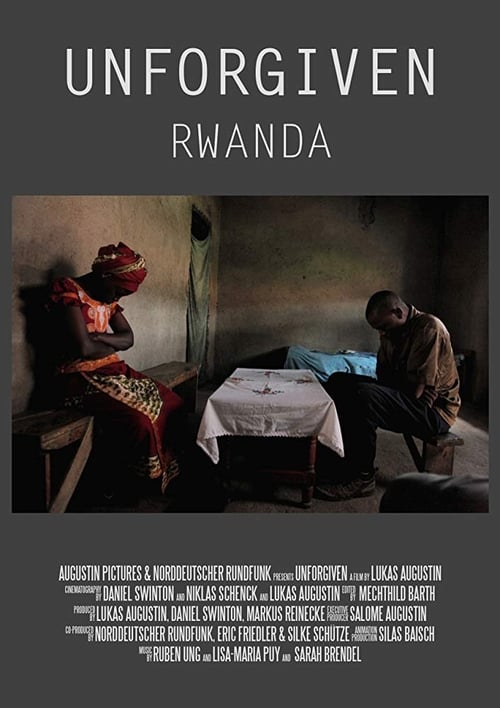 UNFORGIVEN
RWANDA
AUGUSTIN PICTURES & NORDDEUTSCHER RUNDFUNK PRESENTS UNFORGIVEN A FILM BY LUKAS AUGUSTIN
CINEMATOGRAPHY BY DANIEL SWINTON AND NIKLAS SCHENCK AND LUKAS AUGUSTIN EDITED BY MECHTHILD BARTH
PRODUCED BY LUKAS AUGUSTIN, DANIEL SWINTON, MARKUS REINECKE EXECUTIVE PRODUCER SALOME AUGUSTIN
CO-PRODUCED BY NORDDEUTSCHER RUNDFUNK, ERIC FRIEDLER & SILKE SCHÜTZE ANIMATION PRODUCTION SILAS BAISCH
MUSIC BY RUBEN UNG AND LISA-MARIA PUY AND SARAH BRENDEL